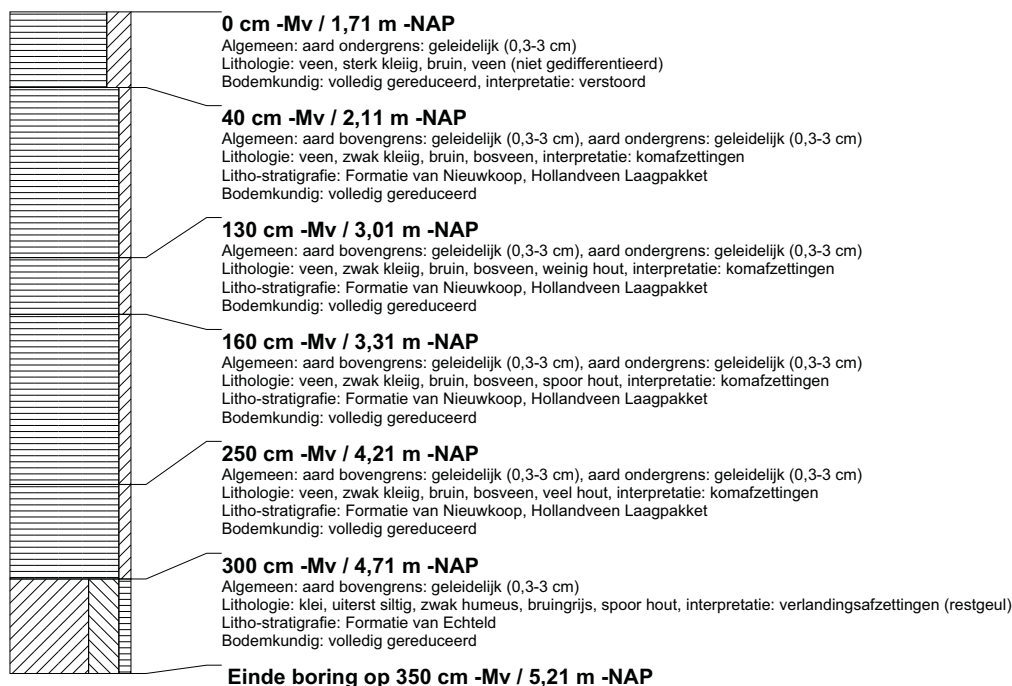 0 cm -Mv / 1,71 m -NAP
Algemeen: aard ondergrens: geleidelijk (0,3-3 cm)
Lithologie: veen, sterk kleiig, bruin, veen (niet gedifferentieerd)
Bodemkundig: volledig gereduceerd, interpretatie: verstoord
40 cm -Mv / 2,11 m -NAP
Algemeen: aard bovengrens: geleidelijk (0,3-3 cm), aard ondergrens: geleidelijk (0,3-3 cm)
Lithologie: veen, zwak kleiig, bruin, bosveen, interpretatie: komafzettingen
Litho-stratigrafie: Formatie van Nieuwkoop, Hollandveen Laagpakket
Bodemkundig: volledig gereduceerd
130 cm -Mv / 3,01 m -NAP
Algemeen: aard bovengrens: geleidelijk (0,3-3 cm), aard ondergrens: geleidelijk (0,3-3 cm)
Lithologie: veen, zwak kleiig, bruin, bosveen, weinig hout, interpretatie: komafzettingen
Litho-stratigrafie: Formatie van Nieuwkoop, Hollandveen Laagpakket
Bodemkundig: volledig gereduceerd
160 cm -Mv / 3,31 m -NAP
Algemeen: aard bovengrens: geleidelijk (0,3-3 cm), aard ondergrens: geleidelijk (0,3-3 cm)
Lithologie: veen, zwak kleiig, bruin, bosveen, spoor hout, interpretatie: komafzettingen
Litho-stratigrafie: Formatie van Nieuwkoop, Hollandveen Laagpakket
Bodemkundig: volledig gereduceerd
250 cm -Mv / 4,21 m -NAP
Algemeen: aard bovengrens: geleidelijk (0,3-3 cm), aard ondergrens: geleidelijk (0,3-3 cm)
Lithologie: veen, zwak kleiig, bruin, bosveen, veel hout, interpretatie: komafzettingen
Litho-stratigrafie: Formatie van Nieuwkoop, Hollandveen Laagpakket
Bodemkundig: volledig gereduceerd
300 cm -Mv / 4,71 m -NAP
Algemeen: aard bovengrens: geleidelijk (0,3-3 cm)
Lithologie: klei, uiterst siltig, zwak humeus, bruingrijs, spoor hout, interpretatie: verlandingsafzettingen (restgeul)
Litho-stratigrafie: Formatie van Echteld
Bodemkundig: volledig gereduceerd
Einde boring op 350 cm -Mv / 5,21 m -NAP